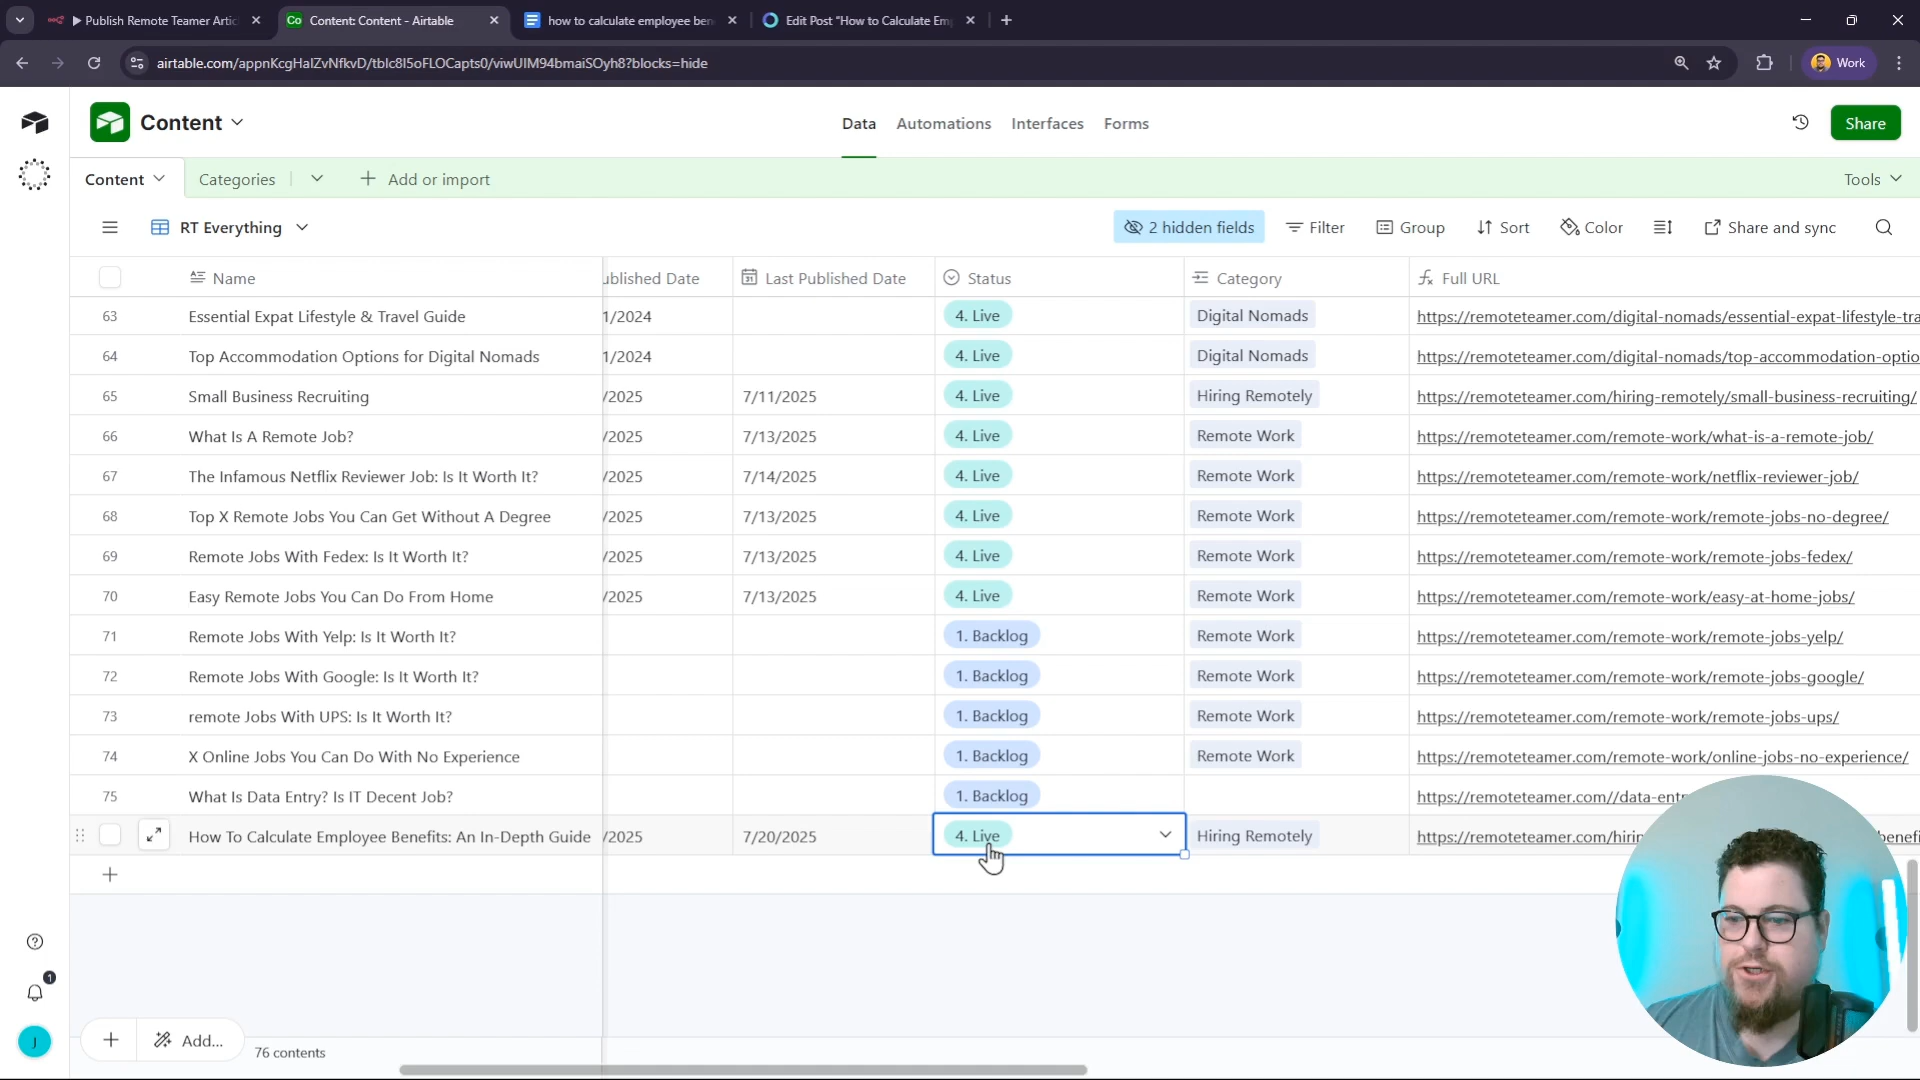 Publish Remote Teamer Artic
Content: Content - Airtable
how to calculate employee ben
Edit Post "How to Calculate Em
airtable.com/appnKcgHaIZvNfkvD/tblc8I5oFLOCapts0/viwUIM94bmaiSOyh8?blocks=hide
Work
Content
Data
Automations
Interfaces
Forms
Share
Content
Categories
Add or import
Tools
RT Everything
2 hidden fields
Filter
Group
Sort
Color
Share and sync
Name
ublished Date
Last Published Date
Status
Category
Full URL
63 Essential Expat Lifestyle & Travel Guide 1/2024 4. Live Digital Nomads https://remoteteamer.com/digital-nomads/essential-expat-lifestyle-tra
64 Top Accommodation Options for Digital Nomads 1/2024 4. Live Digital Nomads https://remoteteamer.com/digital-nomads/top-accommodation-optio
65 Small Business Recruiting /2025 7/11/2025 4. Live Hiring Remotely https://remoteteamer.com/hiring-remotely/small-business-recruiting/
66 What Is A Remote Job? /2025 7/13/2025 4. Live Remote Work https://remoteteamer.com/remote-work/what-is-a-remote-job/
67 The Infamous Netflix Reviewer Job: Is It Worth It? /2025 7/14/2025 4. Live Remote Work https://remoteteamer.com/remote-work/netflix-reviewer-job/
68 Top X Remote Jobs You Can Get Without A Degree /2025 7/13/2025 4. Live Remote Work https://remoteteamer.com/remote-work/remote-jobs-no-degree/
69 Remote Jobs With Fedex: Is It Worth It? /2025 7/13/2025 4. Live Remote Work https://remoteteamer.com/remote-work/remote-jobs-fedex/
70 Easy Remote Jobs You Can Do From Home /2025 7/13/2025 4. Live Remote Work https://remoteteamer.com/remote-work/easy-at-home-jobs/
71 Remote Jobs With Yelp: Is It Worth It? 1. Backlog Remote Work https://remoteteamer.com/remote-work/remote-jobs-yelp/
72 Remote Jobs With Google: Is It Worth It? 1. Backlog Remote Work https://remoteteamer.com/remote-work/remote-jobs-google/
73 remote Jobs With UPS: Is It Worth It? 1. Backlog Remote Work https://remoteteamer.com/remote-work/remote-jobs-ups/
74 X Online Jobs You Can Do With No Experience 1. Backlog Remote Work https://remoteteamer.com/remote-work/online-jobs-no-experience/
75 What Is Data Entry? Is IT Decent Job? 1. Backlog https://remoteteamer.com//data-entr
How To Calculate Employee Benefits: An In-Depth Guide /2025 7/20/2025 4. Live Hiring Remotely https://remoteteamer.com/hirin benefi
1
J
Add...
76 contents